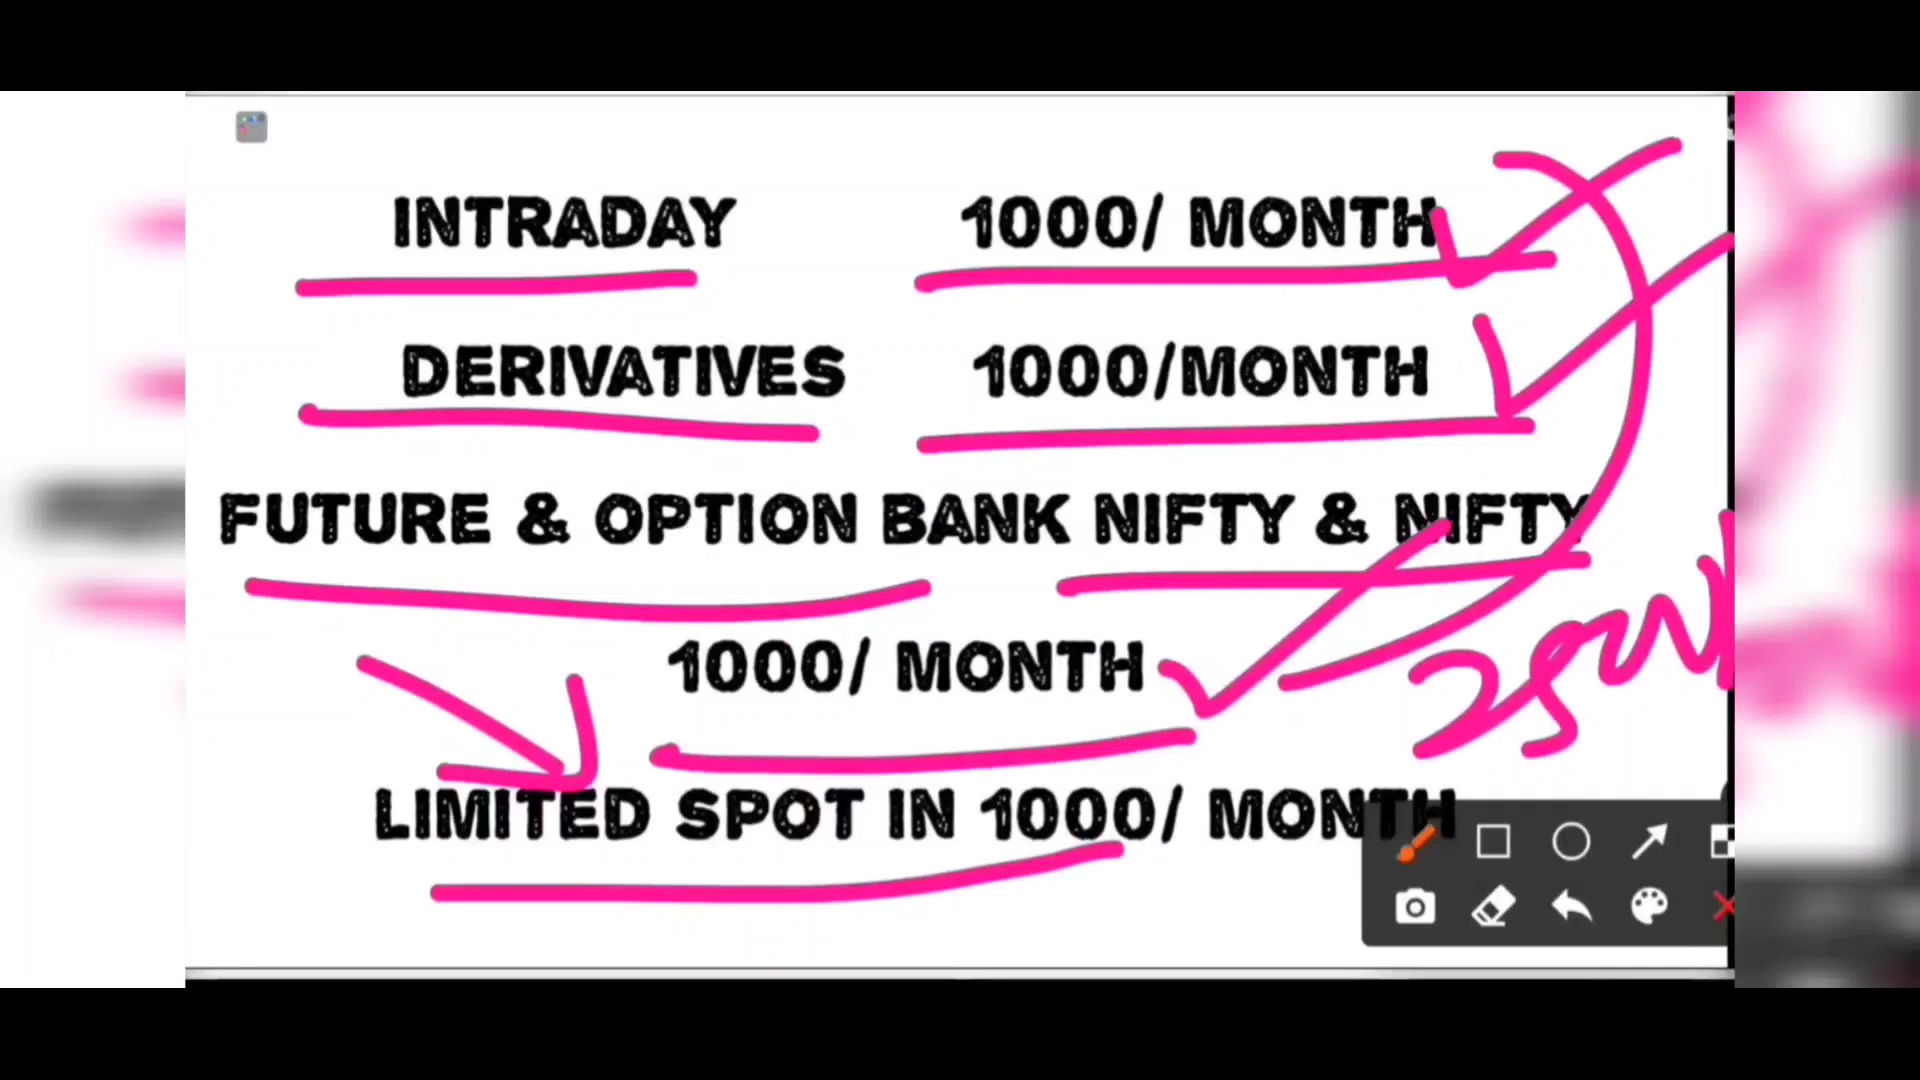 INTRADAY 1000/ MONTH
DERIVATIVES 1000/MONTH
FUTURE & OPTION BANK NIFTY & NIFTY
1000/ MONTH
LIMITED SPOT IN 1000/ MONTH